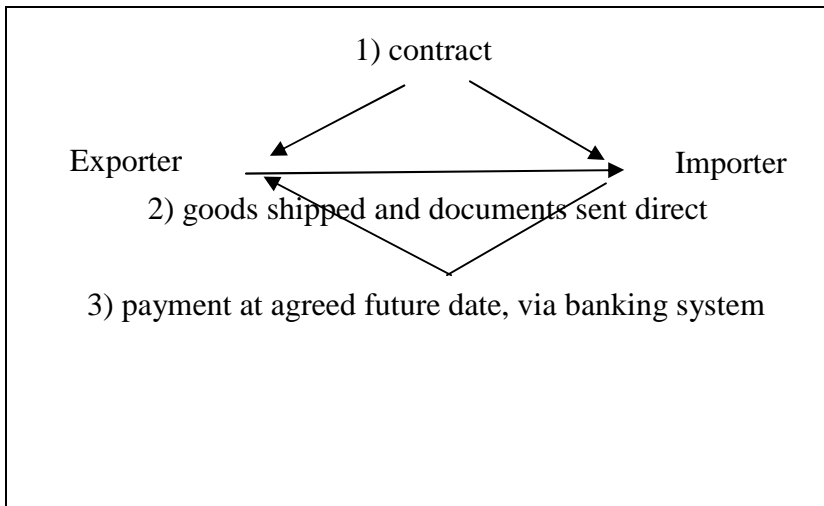 1) contract
Exporter
Importer
2) goods shipped and documents sent direct
3) payment at agreed future date, via banking system